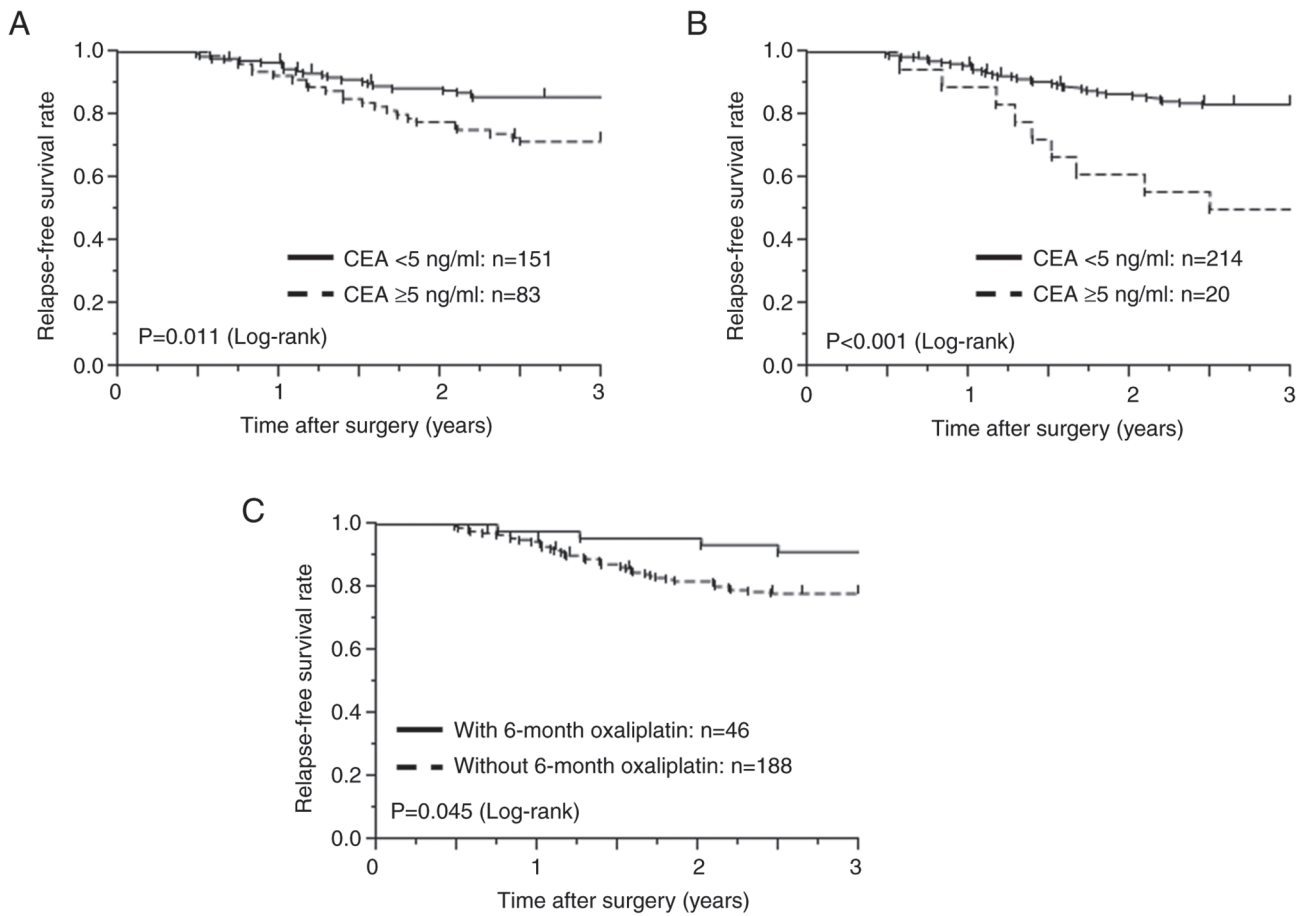 A
Relapse-free survival rate
1.0
0.8
0.6
0.4
0.2
0.0
CEA <5 ng/ml: n=151
CEA ≥5 ng/ml: n=83
P=0.011 (Log-rank)
0 1 2 3
Time after surgery (years)
B
Relapse-free survival rate
1.0
0.8
0.6
0.4
0.2
0.0
CEA <5 ng/ml: n=214
CEA ≥5 ng/ml: n=20
P<0.001 (Log-rank)
0 1 2 3
Time after surgery (years)
C
Relapse-free survival rate
1.0
0.8
0.6
0.4
0.2
0.0
With 6-month oxaliplatin: n=46
Without 6-month oxaliplatin: n=188
P=0.045 (Log-rank)
0 1 2 3
Time after surgery (years)